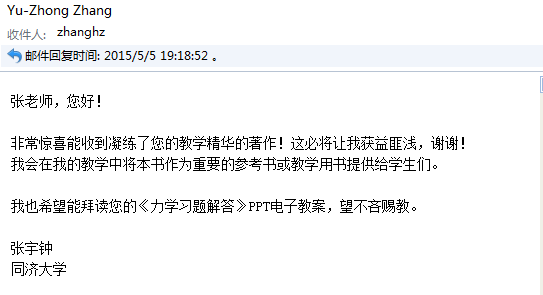 Yu-Zhong Zhang
收件人: zhanghz
邮件回复时间: 2015/5/5 19:18:52 。
张老师，您好！
非常惊喜能收到凝练了您的教学精华的著作！这必将让我获益匪浅，谢谢！
我会在我的教学中将本书作为重要的参考书或教学用书提供给学生们。
我也希望能拜读您的《力学习题解答》PPT电子教案，望不吝赐教。
张宇钟
同济大学